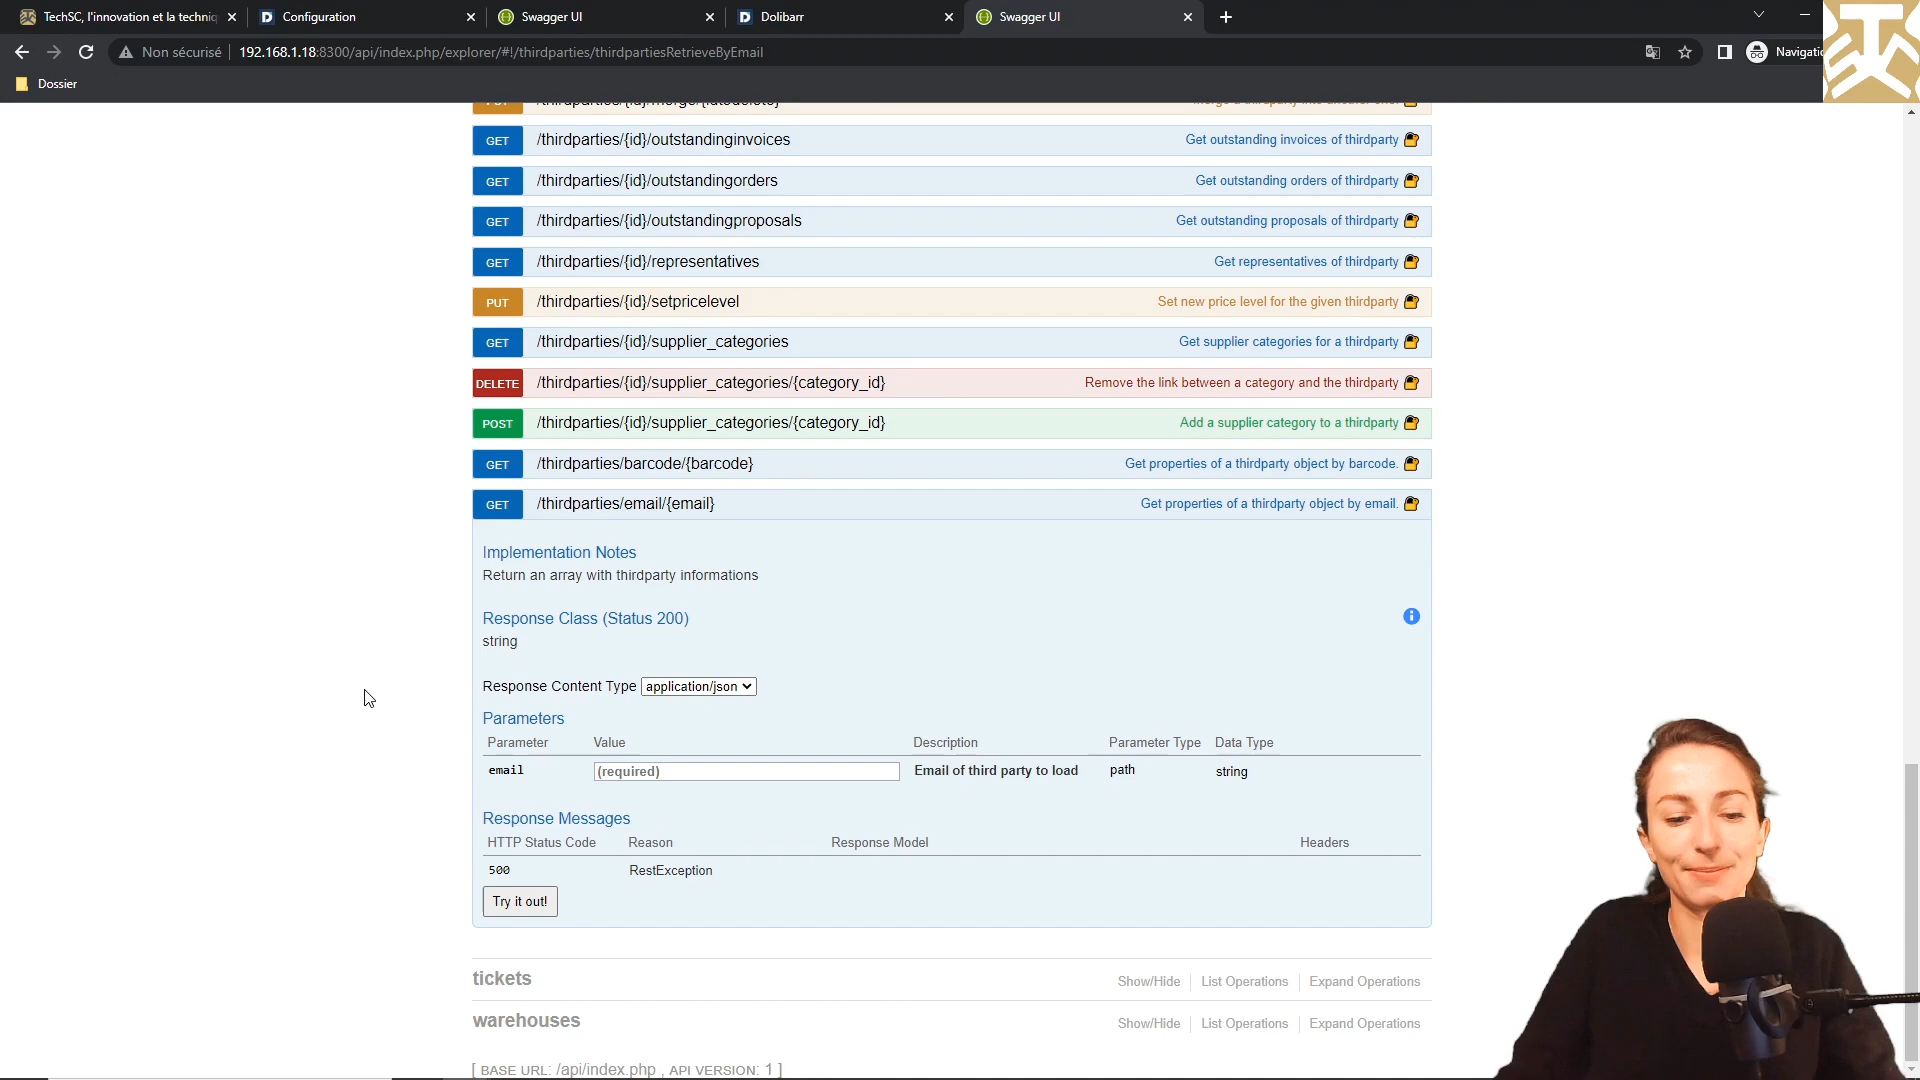 TechSC, l'innovation et la techniq
Configuration
Swagger UI
Dolibarr
Swagger UI
Non sécurisé 192.168.1.18:8300/api/index.php/explorer/#!/thirdparties/thirdpartiesRetrieveByEmail
Navigatio
Dossier
GET /thirdparties/{id}/outstandinginvoices Get outstanding invoices of thirdparty
GET /thirdparties/{id}/outstandingorders Get outstanding orders of thirdparty
GET /thirdparties/{id}/outstandingproposals Get outstanding proposals of thirdparty
GET /thirdparties/{id}/representatives Get representatives of thirdparty
PUT /thirdparties/{id}/setpricelevel Set new price level for the given thirdparty
GET /thirdparties/{id}/supplier_categories Get supplier categories for a thirdparty
DELETE /thirdparties/{id}/supplier_categories/{category_id} Remove the link between a category and the thirdparty
POST /thirdparties/{id}/supplier_categories/{category_id} Add a supplier category to a thirdparty
GET /thirdparties/barcode/{barcode} Get properties of a thirdparty object by barcode.
GET /thirdparties/email/{email} Get properties of a thirdparty object by email.
Implementation Notes
Return an array with thirdparty informations
Response Class (Status 200)
string
Response Content Type application/json
Parameters
Parameter Value Description Parameter Type Data Type
email (required) Email of third party to load path string
Response Messages
HTTP Status Code Reason Response Model Headers
500 RestException
Try it out!
tickets Show/Hide List Operations Expand Operations
warehouses Show/Hide List Operations Expand Operations
[ BASE URL: /api/index.php , API VERSION: 1 ]